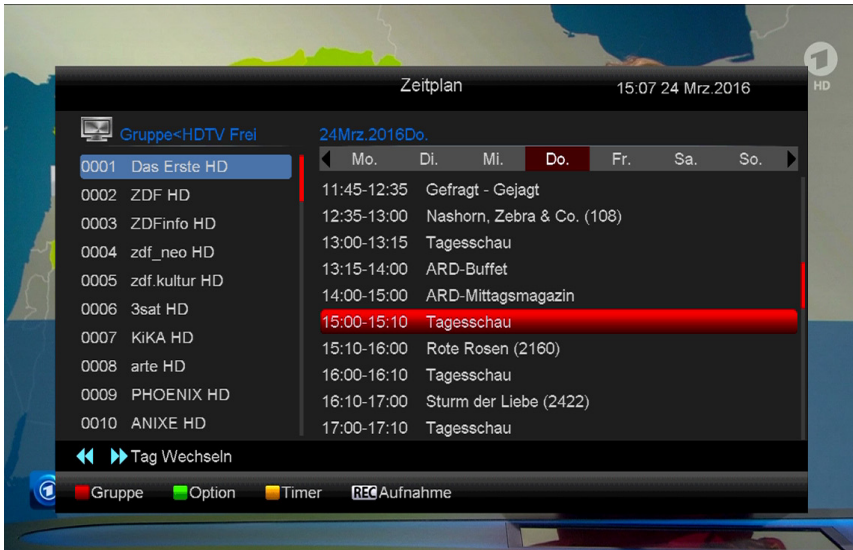 Zeitplan
15:07 24 Mrz.2016
1
HD
Gruppe<HDTV Frei
0001 Das Erste HD
0002 ZDF HD
0003 ZDFinfo HD
0004 zdf_neo HD
0005 zdf.kultur HD
0006 3sat HD
0007 KiKA HD
0008 arte HD
0009 PHOENIX HD
0010 ANIXE HD
24Mrz.2016Do.
Mo. Di. Mi. Do. Fr. Sa. So.
11:45-12:35 Gefragt - Gejagt
12:35-13:00 Nashorn, Zebra & Co. (108)
13:00-13:15 Tagesschau
13:15-14:00 ARD-Buffet
14:00-15:00 ARD-Mittagsmagazin
15:00-15:10 Tagesschau
15:10-16:00 Rote Rosen (2160)
16:00-16:10 Tagesschau
16:10-17:00 Sturm der Liebe (2422)
17:00-17:10 Tagesschau
Tag Wechseln
1
Gruppe Option Timer REC Aufnahme